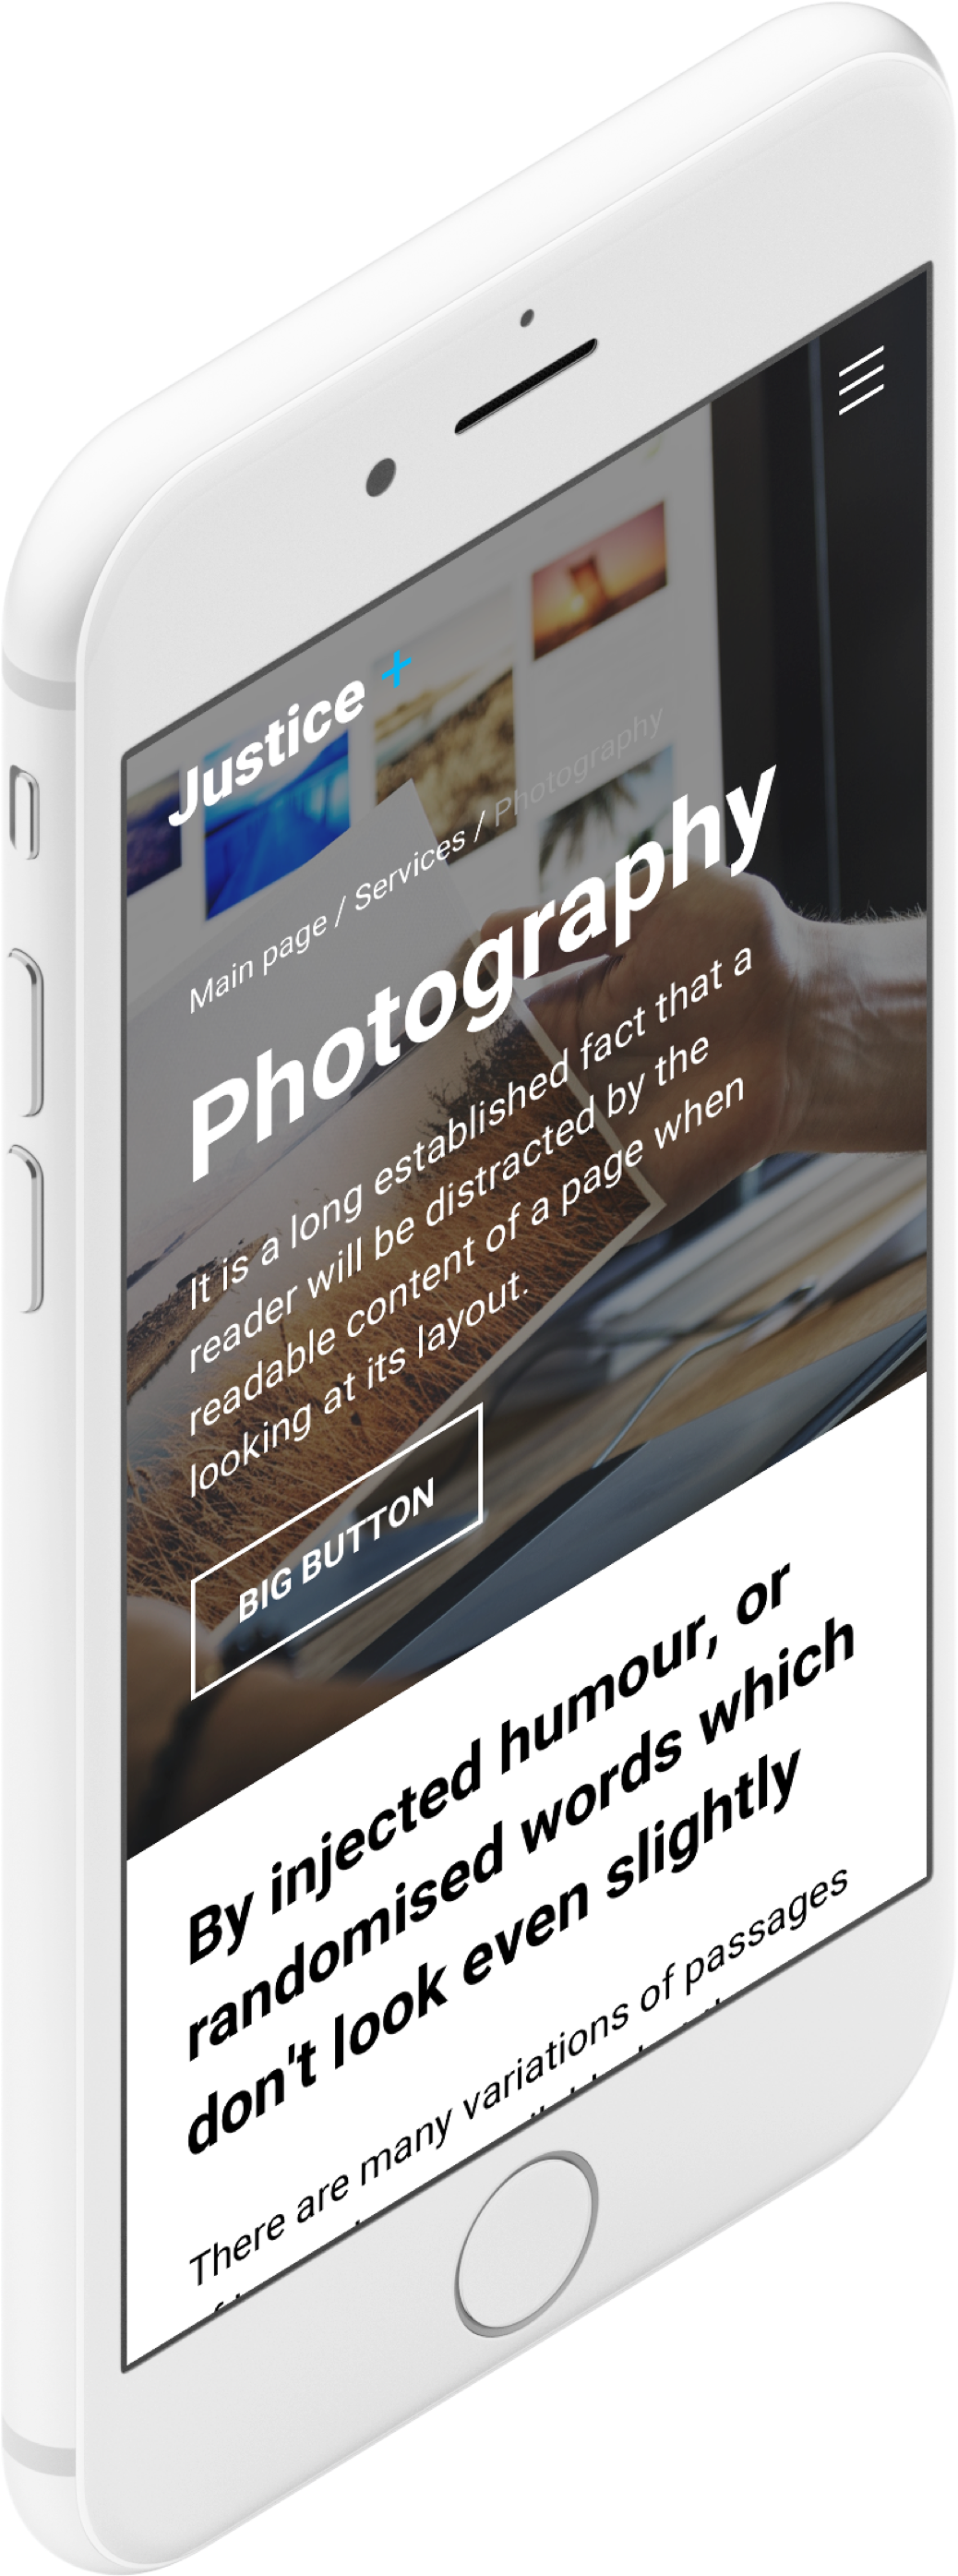 Justice +
Main page / Services / Photography
Photography
It is a long established fact that a
reader will be distracted by the
readable content of a page when
looking at its layout.
BIG BUTTON
By injected humour, or
randomised words which
don't look even slightly
There are many variations of passages